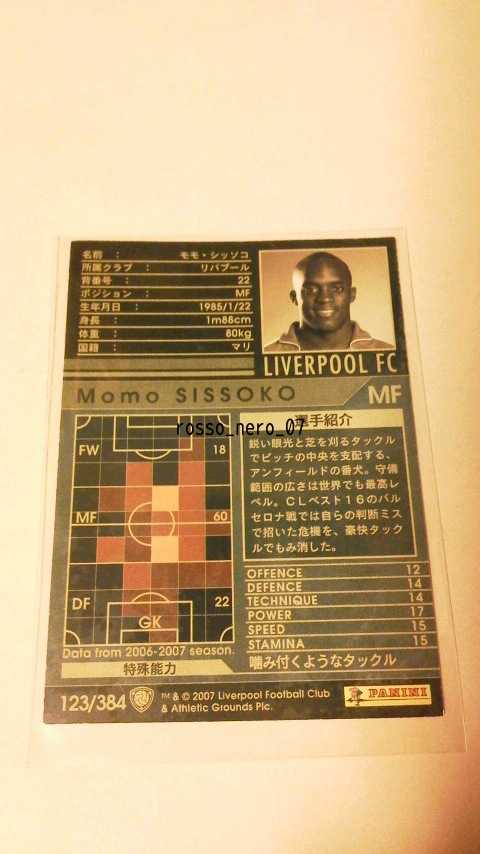 名前 : モモ・シッソコ
所属クラブ : リバプール
背番号 : 22
ポジション : MF
生年月日 : 1985/1/22
身長 : 1m88cm
体重 : 80kg
国籍 : マリ
LIVERPOOL FC
Momo SISSOKO MF
rosso_nero_07
FW 18
MF 60
DF 22
GK
Data from 2006-2007 season.
選手紹介
鋭い眼光と芝を刈るタックル
でピッチの中央を支配する、
アンフィールドの番犬。守備
範囲の広さは世界でも最高レ
ベル。CLベスト16のバル
セロナ戦では自らの判断ミス
で招いた危機を、豪快タック
ルでもみ消した。
OFFENCE 12
DEFENCE 14
TECHNIQUE 14
POWER 17
SPEED 15
STAMINA 15
特殊能力 噛み付くようなタックル
123/384
™ & © 2007 Liverpool Football Club
& Athletic Grounds Plc.
PANINI